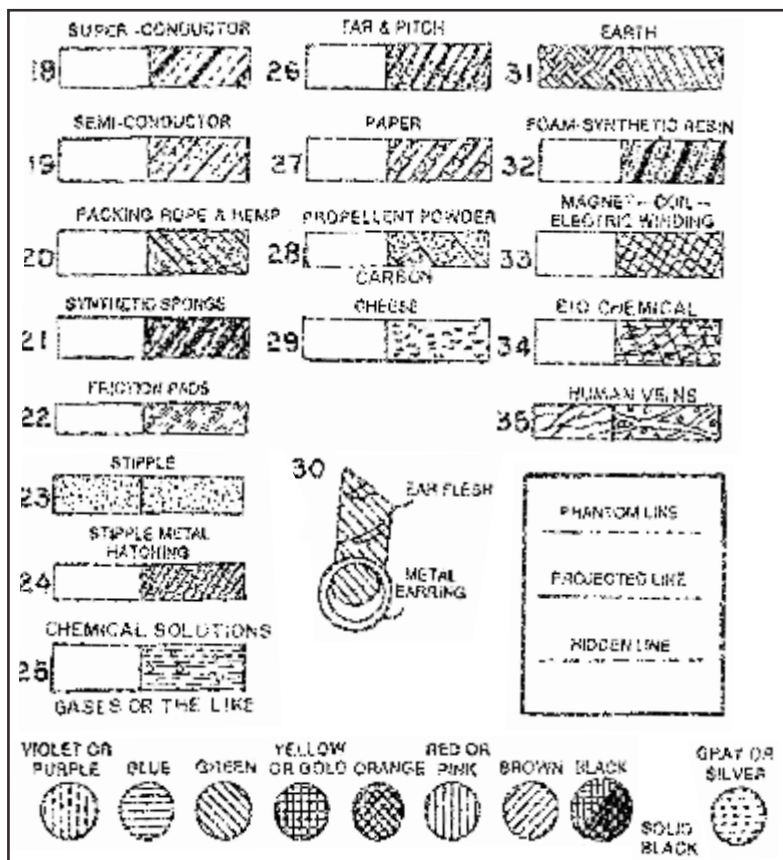 SUPER-CONDUCTOR
18
SEMI-CONDUCTOR
19
PACKING ROPE & HEMP
20
SYNTHETIC SPONGE
21
FRICTION PADS
22
STIPPLE
23
STIPPLE METAL
HATCHING
24
CHEMICAL SOLUTIONS
25
GASES OR THE LIKE
TAR & PITCH
26
PAPER
27
PROPELLENT POWDER
28
CARBON
CHEESE
29
30
EAR FLESH
METAL
EARRING
EARTH
31
FOAM-SYNTHETIC RESIN
32
MAGNET-COIL-
ELECTRIC WINDING
33
BIO CHEMICAL
34
HUMAN VEINS
35
PHANTOM LINE
PROJECTED LINE
HIDDEN LINE
VIOLET OR
PURPLE
BLUE
GREEN
YELLOW
OR GOLD
ORANGE
RED OR
PINK
BROWN
BLACK
SOLID
BLACK
GRAY OR
SILVER